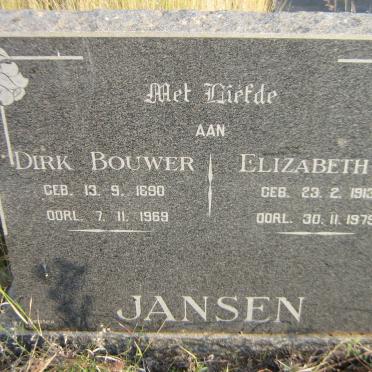 Met Liefde
AAN
DIRK BOUWER
GEB. 13. 9. 1890
OORL. 7. 11. 1969
ELIZABETH
GEB. 23. 2. 1913
OORL. 30. 11. 1979
JANSEN